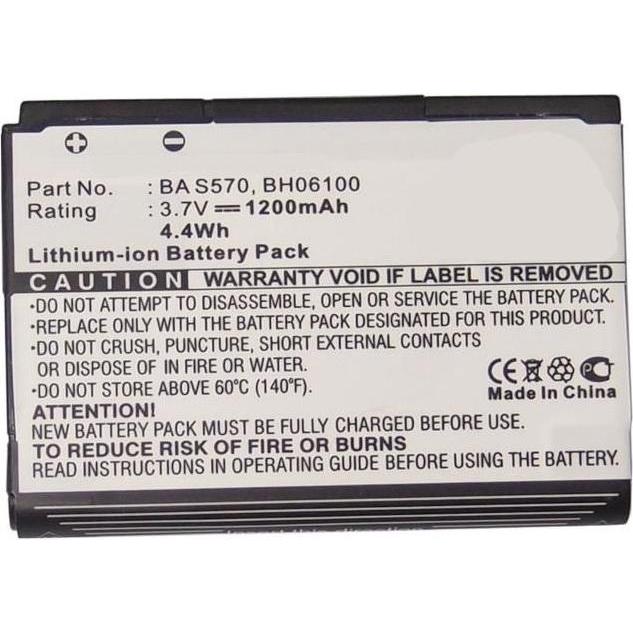 Part No. : BA S570, BH06100
Rating : 3.7V 1200mAh
4.4Wh
Lithium-ion Battery Pack
CAUTION WARRANTY VOID IF LABEL IS REMOVED
•DO NOT ATTEMPT TO DISASSEMBLE, OPEN OR SERVICE THE BATTERY PACK.
•REPLACE ONLY WITH THE BATTERY PACK DESIGNATED FOR THIS PRODUCT.
•DO NOT CRUSH, PUNCTURE, SHORT EXTERNAL CONTACTS
OR DISPOSE OF IN FIRE OR WATER.
•DO NOT STORE ABOVE 60°C (140°F)
CE
Made In China
ATTENTION:
NEW BATTERY PACK MUST BE FULLY CHARGED BEFORE INITIAL USE.
TO REDUCE RISK OF FIRE OR BURNS
READ INSTRUCTIONS IN OPERATING GUIDE BEFORE USING THE BATTERY.
Insert this direction